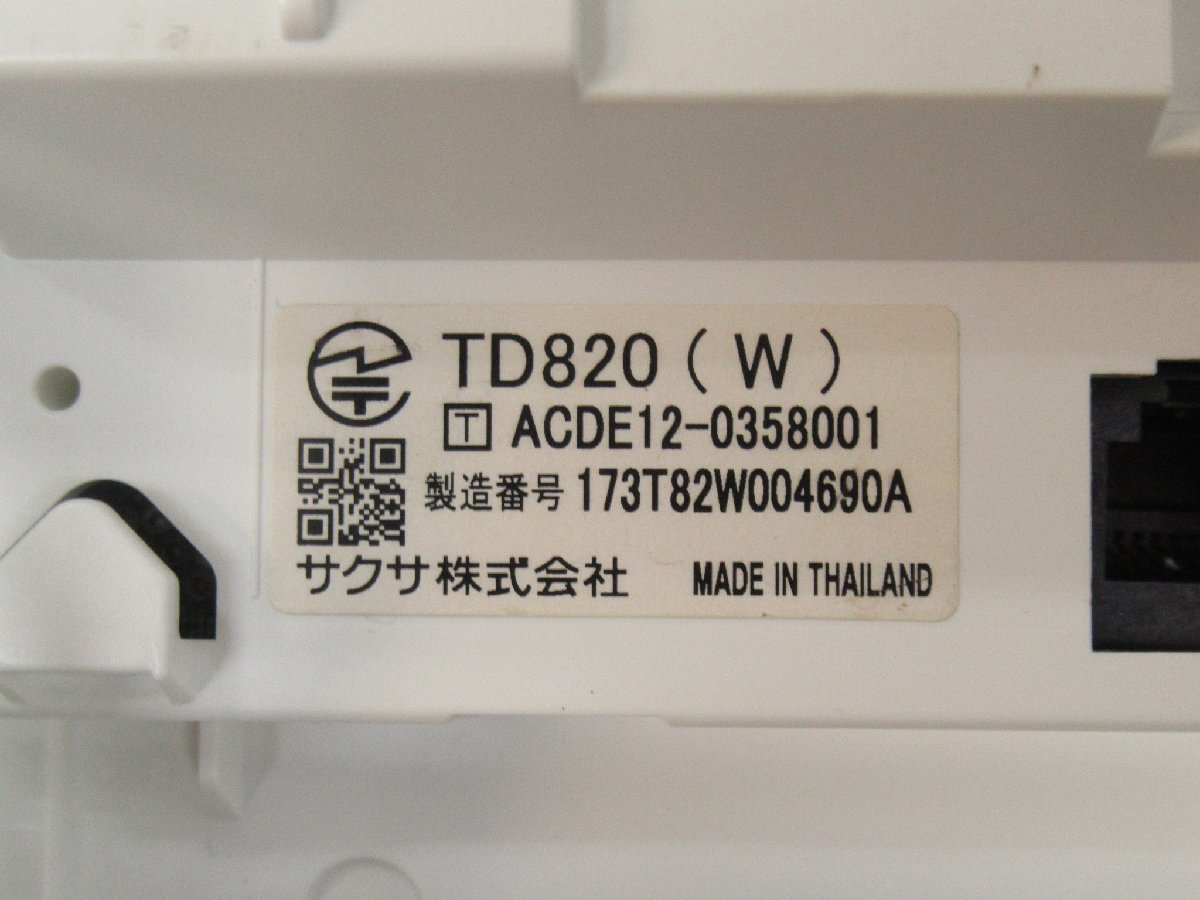 TD820 ( W )
T ACDE12-0358001
製造番号 173T82W004690A
サクサ株式会社 MADE IN THAILAND